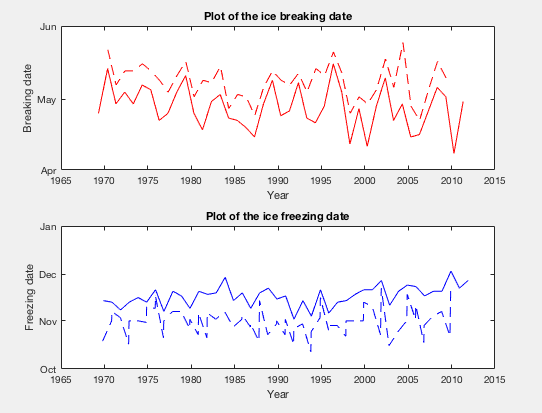 Plot of the ice breaking date
Jun
May
Apr
Breaking date
1965 1970 1975 1980 1985 1990 1995 2000 2005 2010 2015
Year
Plot of the ice freezing date
Jan
Dec
Nov
Oct
Freezing date
1965 1970 1975 1980 1985 1990 1995 2000 2005 2010 2015
Year